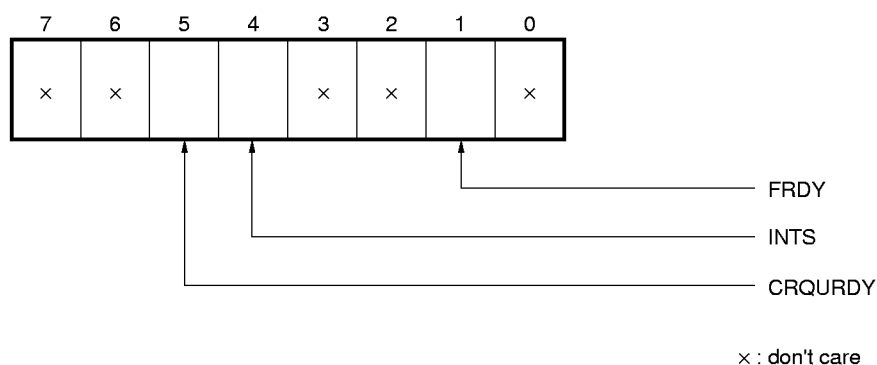 7 6 5 4 3 2 1 0
× × × × ×
FRDY
INTS
CRQURDY
× : don't care